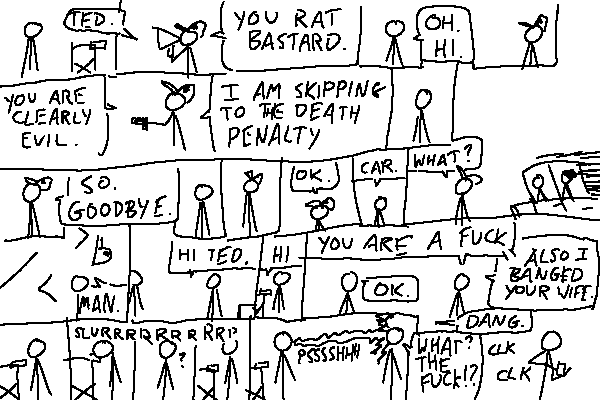 TED.
YOU RAT
BASTARD.
OH.
HI.
YOU ARE
CLEARLY
EVIL.
I AM SKIPPING
TO THE DEATH
PENALTY
SO.
GOODBYE.
OK.
CAR.
WHAT?
MAN.
HI TED.
HI
YOU ARE A FUCK
OK.
ALSO I
BANGED
YOUR WIFE.
DANG.
SLURRRRRRRRRP
?
PSSSSHHH
WHAT?
THE
FUCK!?
CLK
CLK